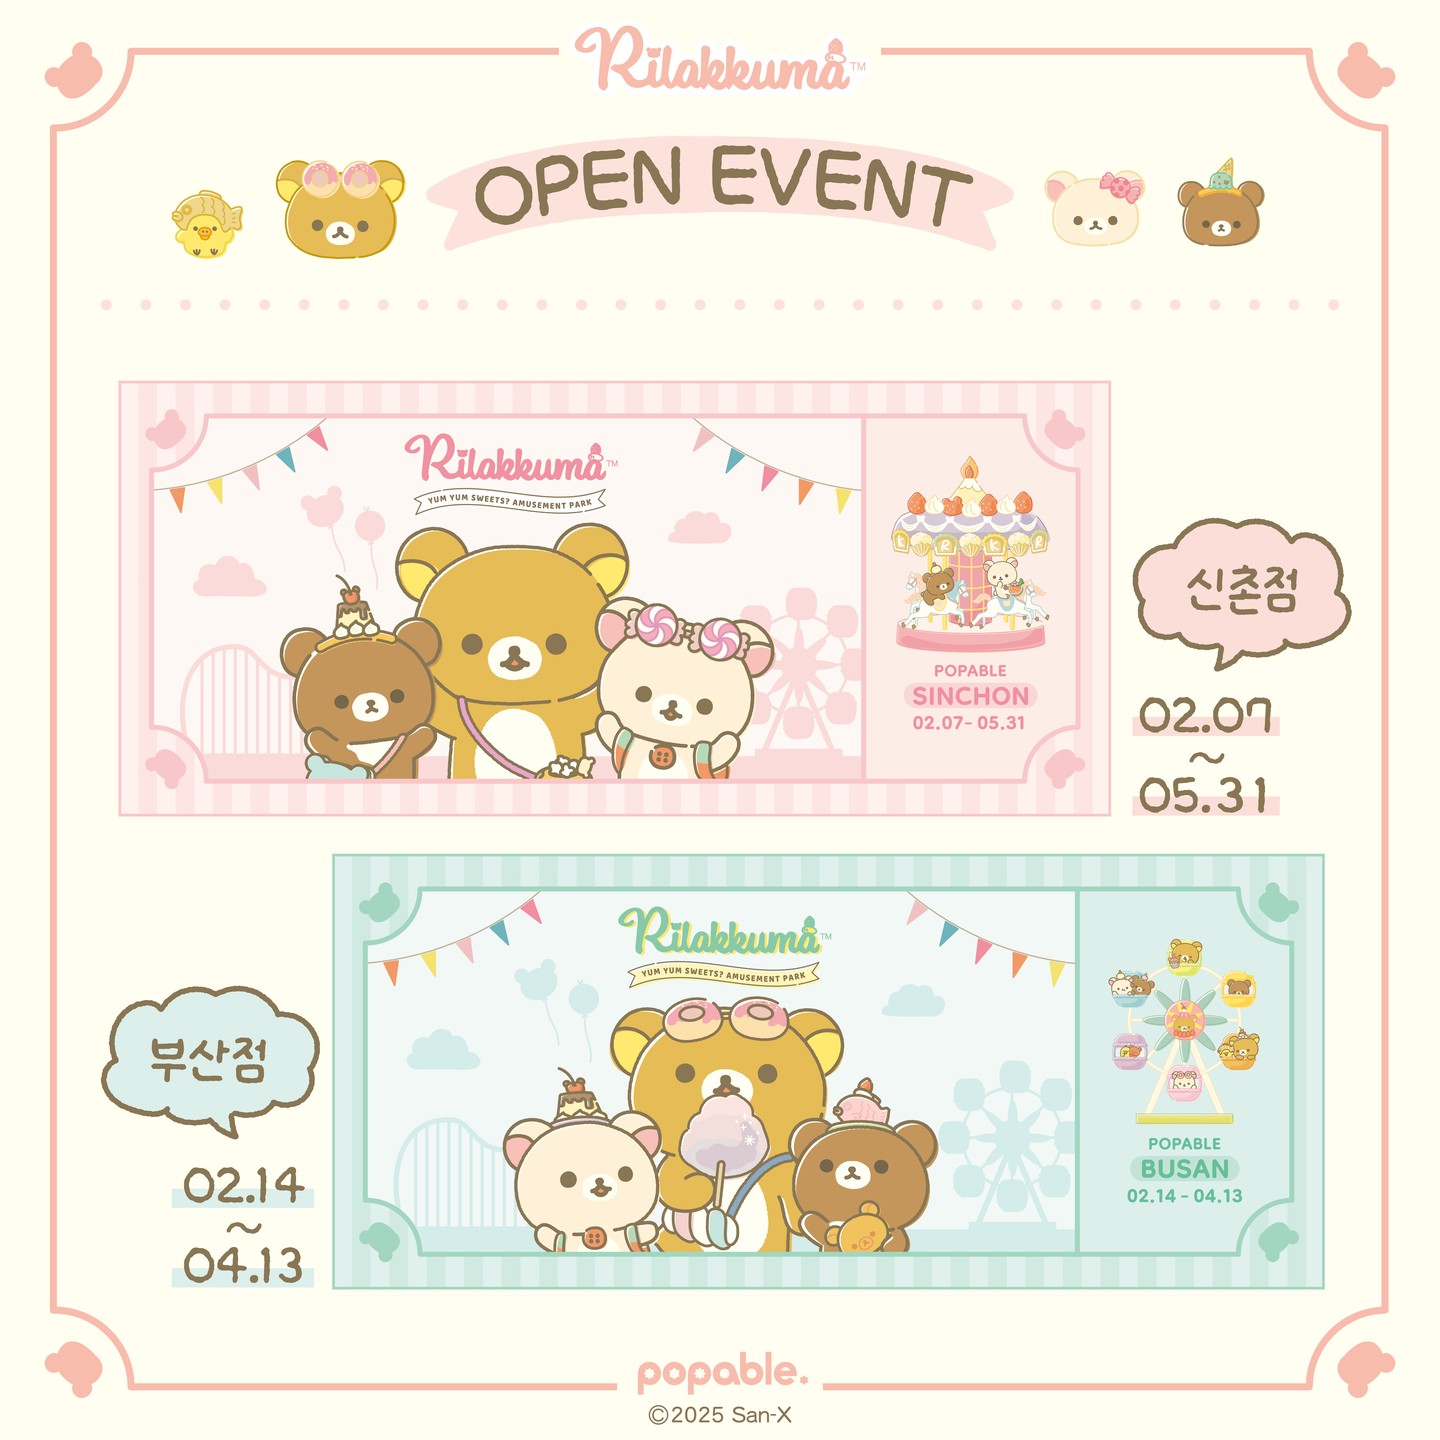 Rilakkuma™
OPEN EVENT
Rilakkuma™
YUM YUM SWEETS? AMUSEMENT PARK
K R K R
POPABLE
SINCHON
02.07- 05.31
신촌점
02.07
~
05.31
Rilakkuma™
YUM YUM SWEETS? AMUSEMENT PARK
POPABLE
BUSAN
02.14 - 04.13
부산점
02.14
~
04.13
popable.
©2025 San-X